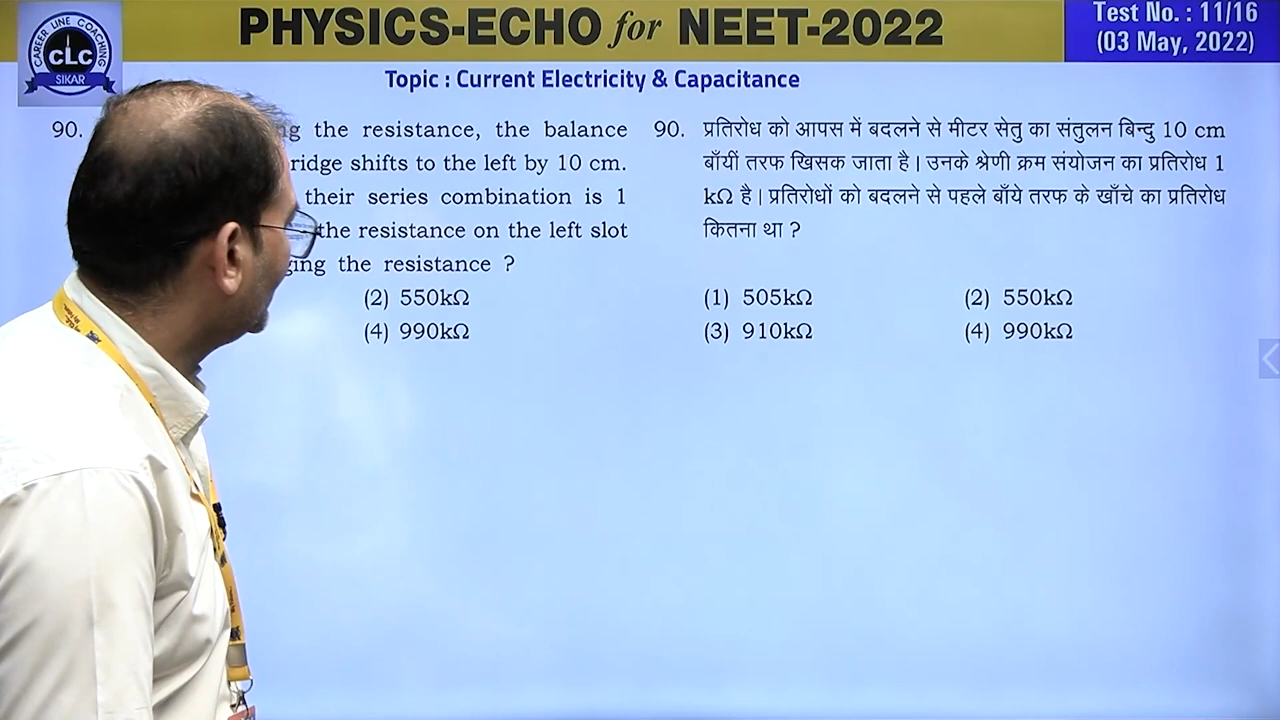 CAREER LINE COACHING
CLC
SIKAR
PHYSICS-ECHO for NEET-2022
Test No. : 11/16
(03 May, 2022)
Topic : Current Electricity & Capacitance
90.
the resistance, the balance
shifts to the left by 10 cm.
their series combination is 1
the resistance on the left slot
the resistance ?
(2) 550kΩ
(4) 990kΩ
90. प्रतिरोध को आपस में बदलने से मीटर सेतु का संतुलन बिन्दु 10 cm
बाँयीं तरफ खिसक जाता है। उनके श्रेणी क्रम संयोजन का प्रतिरोध 1
kΩ है। प्रतिरोधों को बदलने से पहले बाँये तरफ के खाँचे का प्रतिरोध
कितना था ?
(1) 505kΩ (2) 550kΩ
(3) 910kΩ (4) 990kΩ